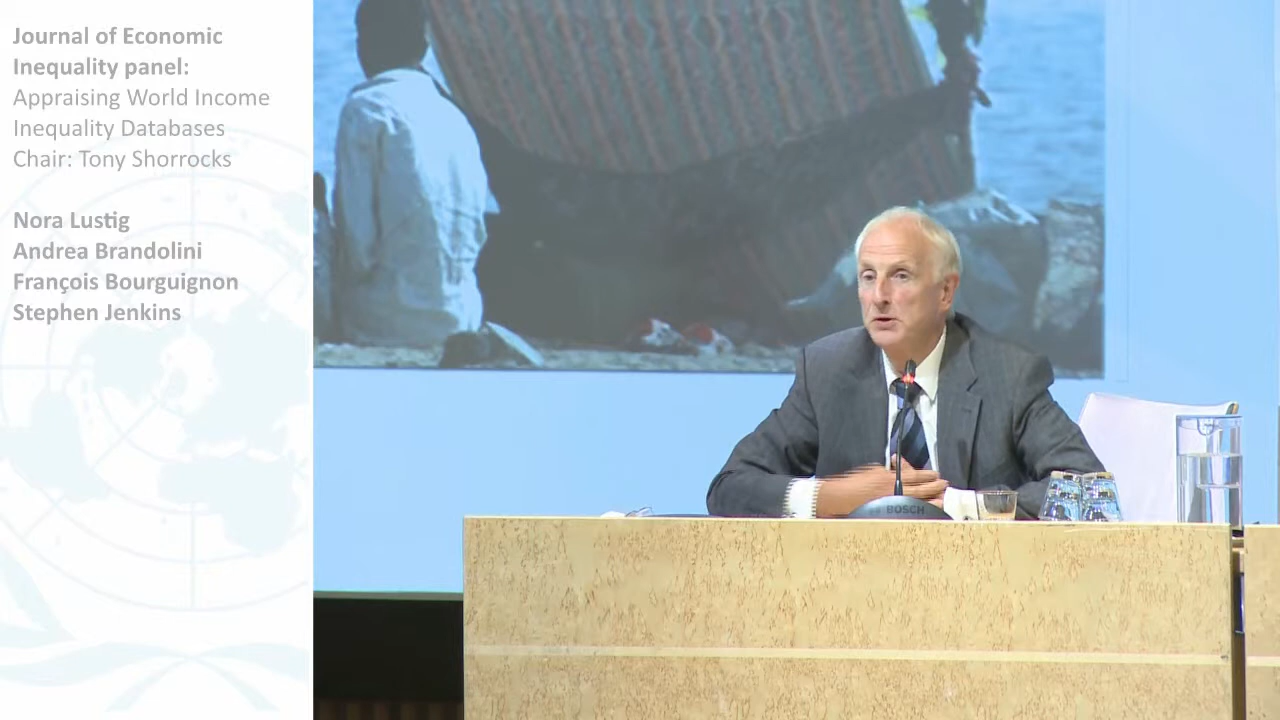 Journal of Economic
Inequality panel:
Appraising World Income
Inequality Databases
Chair: Tony Shorrocks
Nora Lustig
Andrea Brandolini
François Bourguignon
Stephen Jenkins
BOSCH